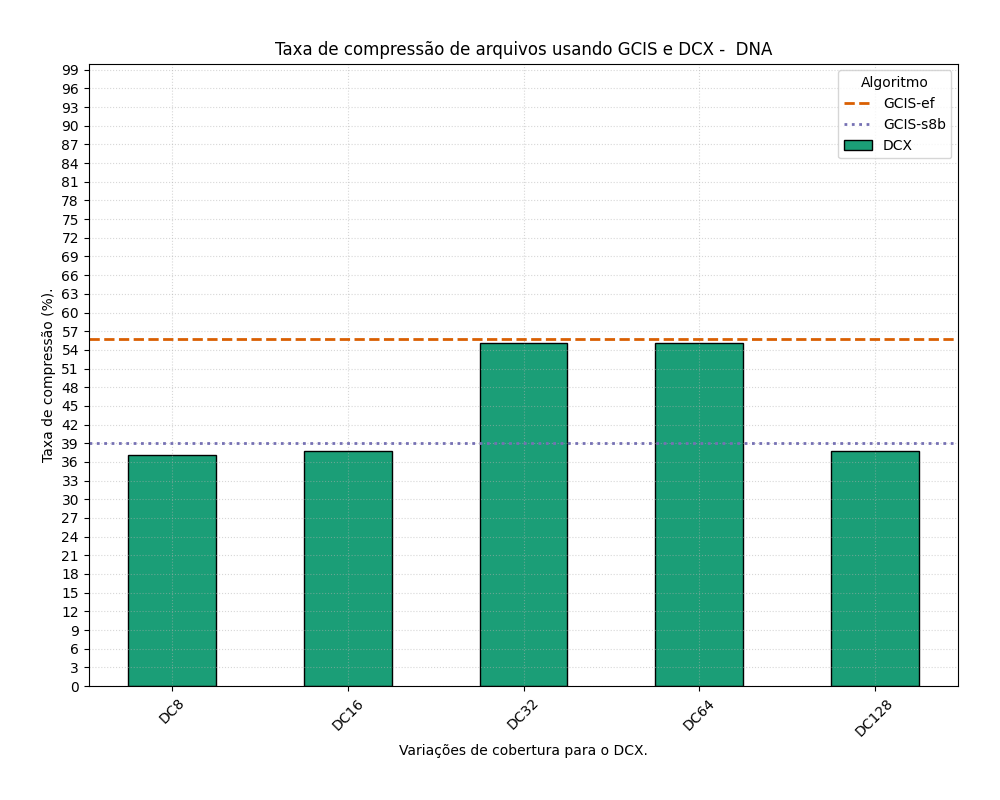 Taxa de compressão de arquivos usando GCIS e DCX -  DNA
Algoritmo
GCIS-ef
GCIS-s8b
DCX
Taxa de compressão (%).
99
96
93
90
87
84
81
78
75
72
69
66
63
60
57
54
51
48
45
42
39
36
33
30
27
24
21
18
15
12
9
6
3
0
DC8
DC16
DC32
DC64
DC128
Variações de cobertura para o DCX.